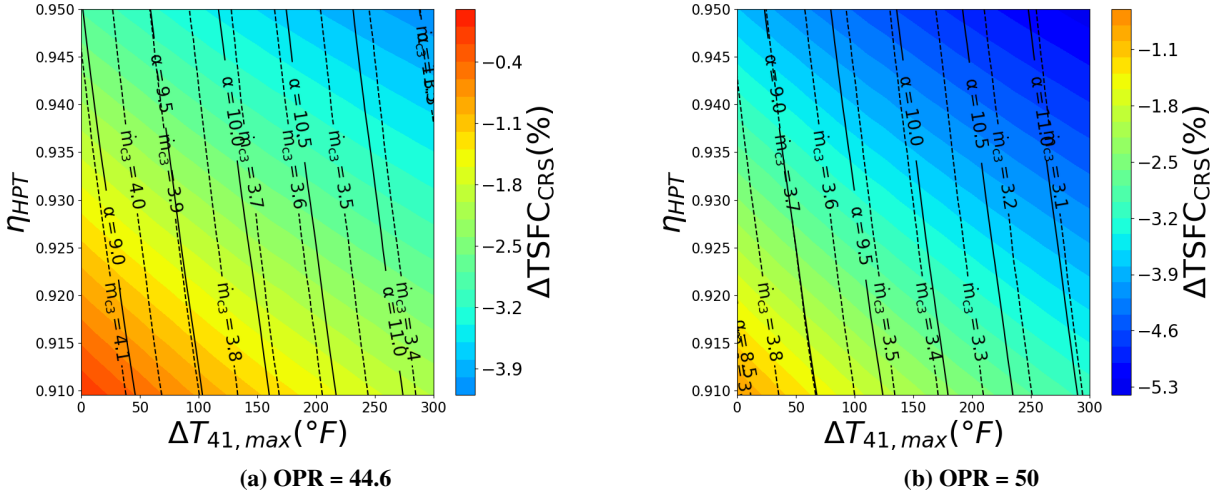 0.950
0.945
0.940
0.935
0.930
0.925
0.920
0.915
0.910
η_HPT
α = 9.0
α = 9.5
α = 10.0
α = 10.5
α = 11.0
ṁ_c3 = 4.1
ṁ_c3 = 4.0
ṁ_c3 = 3.9
ṁ_c3 = 3.8
ṁ_c3 = 3.7
ṁ_c3 = 3.6
ṁ_c3 = 3.5
ṁ_c3 = 3.4
0 50 100 150 200 250 300
ΔT_41,max(°F)
−0.4
−1.1
−1.8
−2.5
−3.2
−3.9
ΔTSFC_CRS(%)
(a) OPR = 44.6
0.950
0.945
0.940
0.935
0.930
0.925
0.920
0.915
0.910
η_HPT
α = 8.5
α = 9.0
α = 9.5
α = 10.0
α = 10.5
α = 11.0
ṁ_c3 = 3.8
ṁ_c3 = 3.7
ṁ_c3 = 3.6
ṁ_c3 = 3.5
ṁ_c3 = 3.4
ṁ_c3 = 3.3
ṁ_c3 = 3.2
ṁ_c3 = 3.1
0 50 100 150 200 250 300
ΔT_41,max(°F)
−1.1
−1.8
−2.5
−3.2
−3.9
−4.6
−5.3
ΔTSFC_CRS(%)
(b) OPR = 50